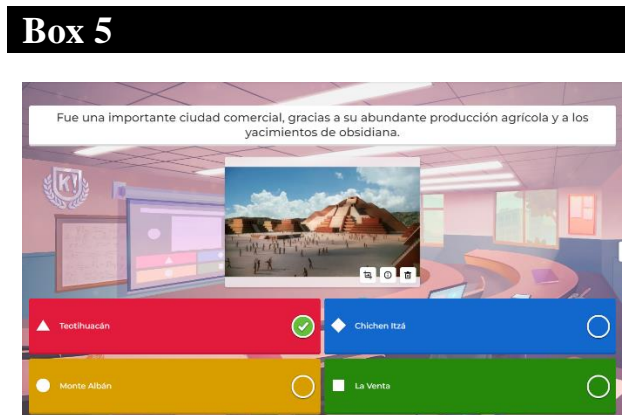 Box 5
Fue una importante ciudad comercial, gracias a su abundante producción agrícola y a los
yacimientos de obsidiana.
K!
Teotihuacán
Chichen Itzá
Monte Albán
La Venta